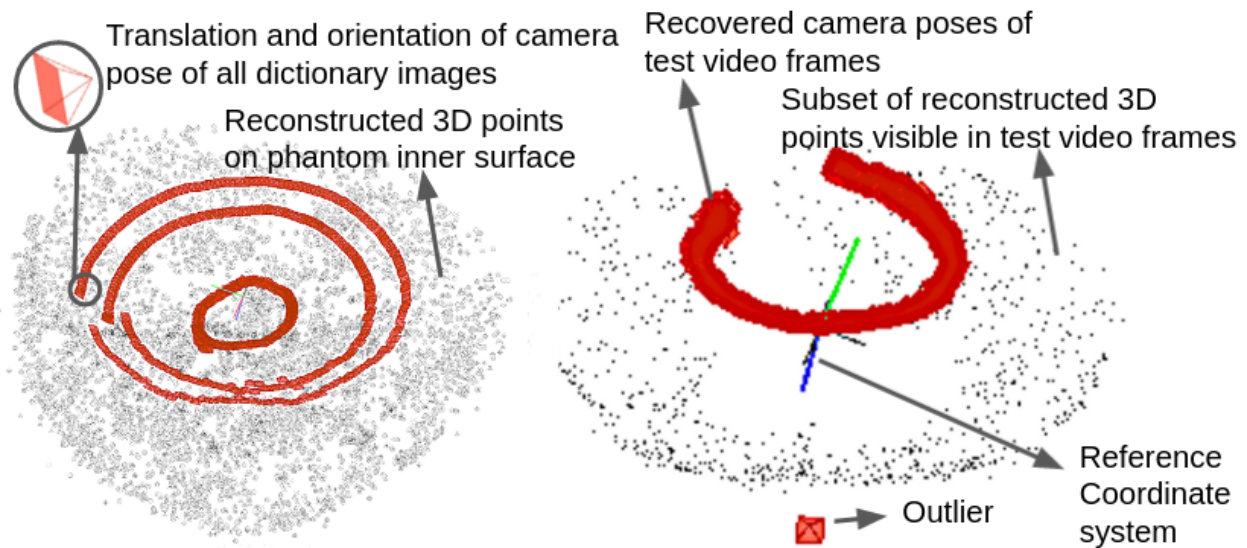 Translation and orientation of camera
pose of all dictionary images
Reconstructed 3D points
on phantom inner surface
Recovered camera poses of
test video frames
Subset of reconstructed 3D
points visible in test video frames
Reference
Coordinate
system
Outlier